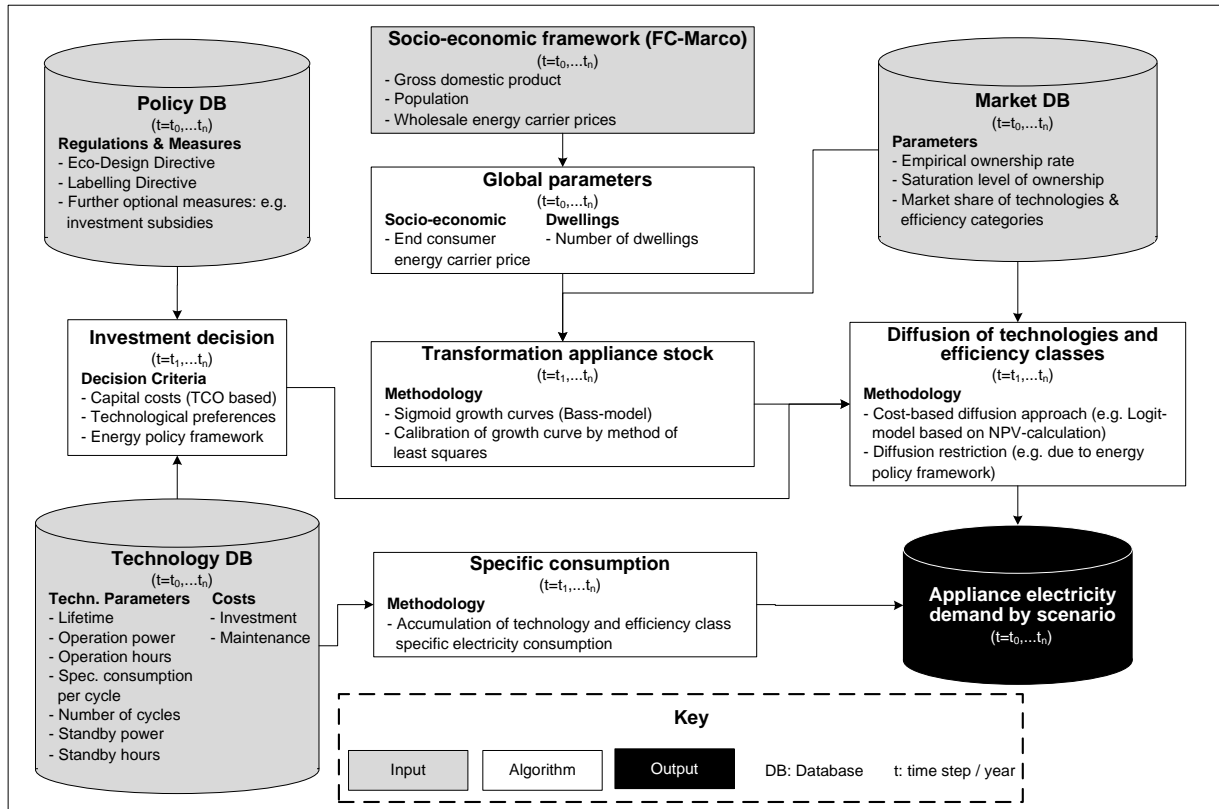 Socio-economic framework (FC-Marco)
(t=t0,...tn)
- Gross domestic product
- Population
- Wholesale energy carrier prices
Policy DB
(t=t0,...tn)
Regulations & Measures
- Eco-Design Directive
- Labelling Directive
- Further optional measures: e.g.
investment subsidies
Market DB
(t=t0,...tn)
Parameters
- Empirical ownership rate
- Saturation level of ownership
- Market share of technologies &
efficiency categories
Global parameters
(t=t0,...tn)
Socio-economic
- End consumer
energy carrier price
Dwellings
- Number of dwellings
Investment decision
(t=t1,...tn)
Decision Criteria
- Capital costs (TCO based)
- Technological preferences
- Energy policy framework
Transformation appliance stock
(t=t1,...tn)
Methodology
- Sigmoid growth curves (Bass-model)
- Calibration of growth curve by method of
least squares
Diffusion of technologies and
efficiency classes
(t=t1,...tn)
Methodology
- Cost-based diffusion approach (e.g. Logit-
model based on NPV-calculation)
- Diffusion restriction (e.g. due to energy
policy framework)
Technology DB
(t=t0,...tn)
Techn. Parameters
- Lifetime
- Operation power
- Operation hours
- Spec. consumption
per cycle
- Number of cycles
- Standby power
- Standby hours
Costs
- Investment
- Maintenance
Specific consumption
(t=t1,...tn)
Methodology
- Accumulation of technology and efficiency class
specific electricity consumption
Appliance electricity
demand by scenario
(t=t0,...tn)
Key
Input
Algorithm
Output
DB: Database
t: time step / year